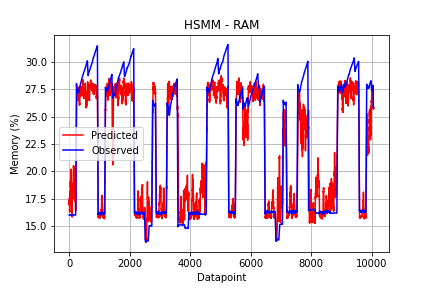 HSMM - RAM
30.0
27.5
25.0
22.5
20.0
17.5
15.0
Memory (%)
Predicted
Observed
0 2000 4000 6000 8000 10000
Datapoint